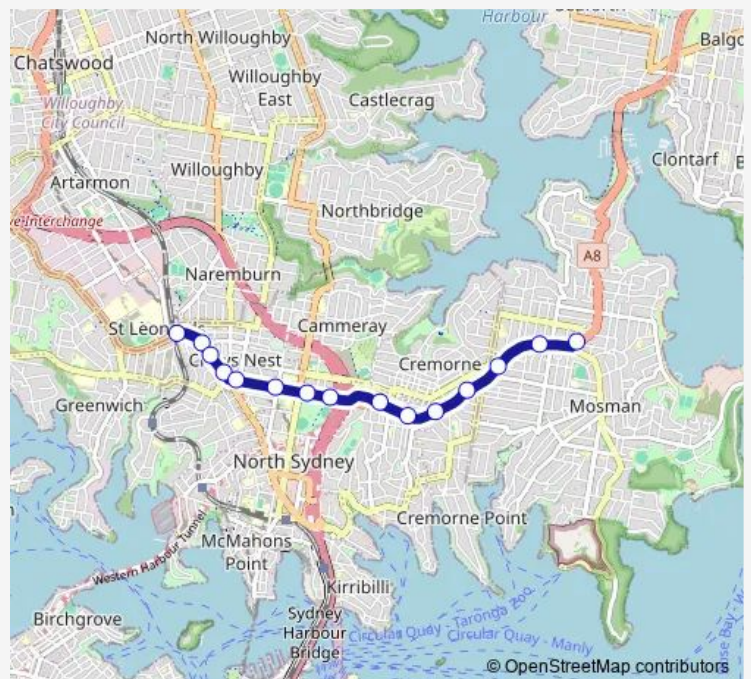 Harbour
North Willoughby
Balgo
Chatswood
Willoughby
East
Castlecrag
Willoughby
City Council
Clontarf
Willoughby
Artarmon
Northbridge
ve Interchange
A8
Naremburn
St Leon
Cammeray
C
ws Nest
Cremorne
Greenwich
Mosman
North Sydney
Cremorne Point
McMahons
Point
Western Harbour Tunnel
Kirribilli
Birchgrove
Sydney
Harbour
Bridge
Circular Quay - Taronga Zoo
Circular Quay - Manly
© OpenStreetMap contributors